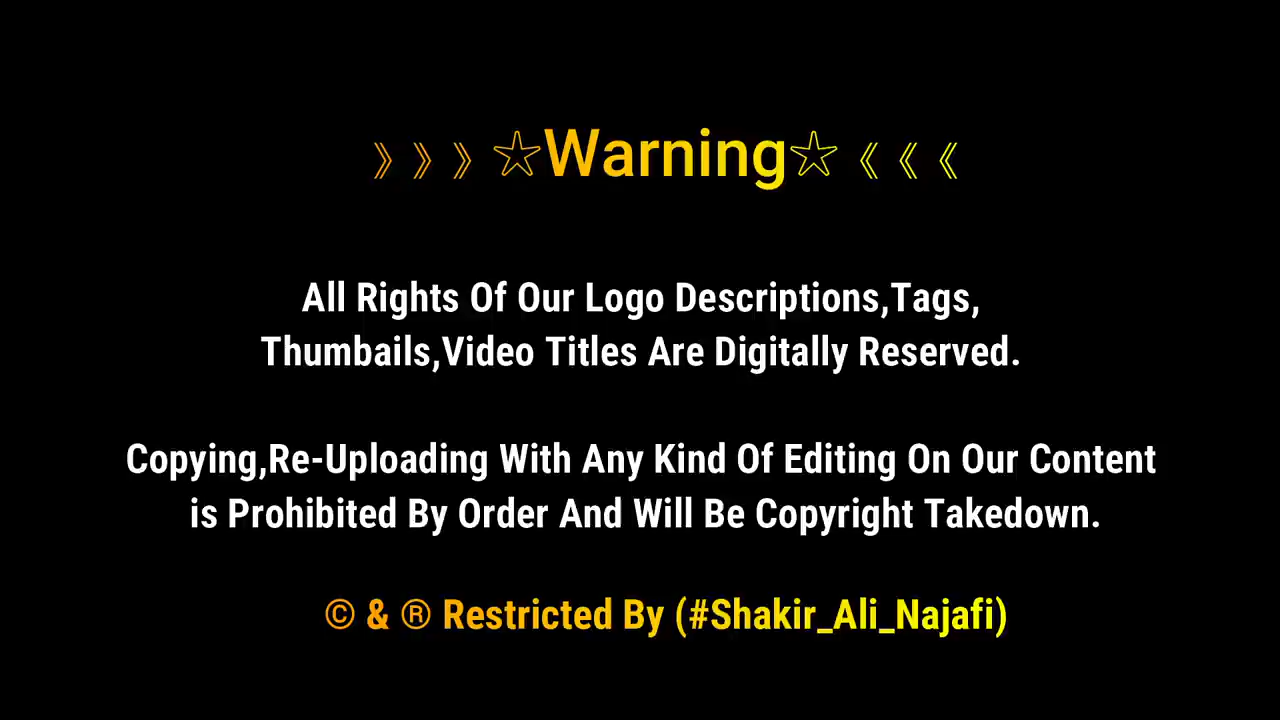 》》》☆Warning☆《《《
All Rights Of Our Logo Descriptions,Tags,
Thumbails,Video Titles Are Digitally Reserved.
Copying,Re-Uploading With Any Kind Of Editing On Our Content
is Prohibited By Order And Will Be Copyright Takedown.
© & ® Restricted By (#Shakir_Ali_Najafi)